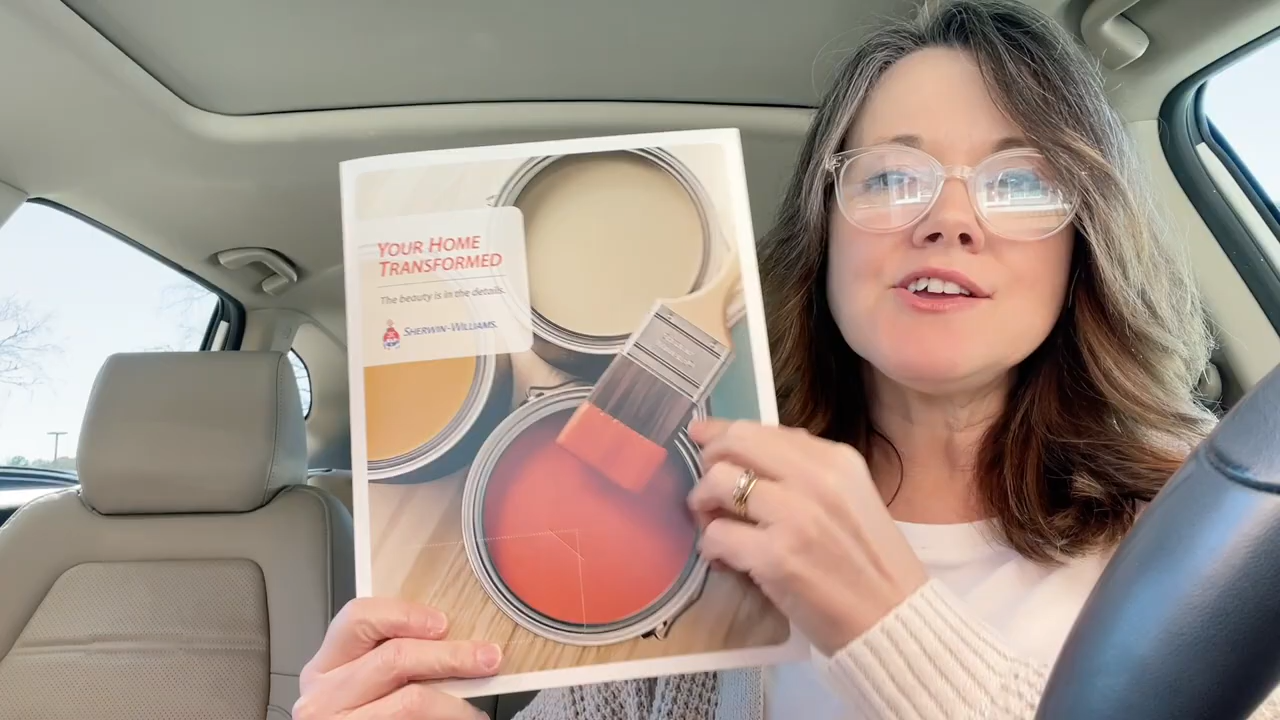 YOUR HOME
TRANSFORMED
The beauty is in the details.
SHERWIN-WILLIAMS.